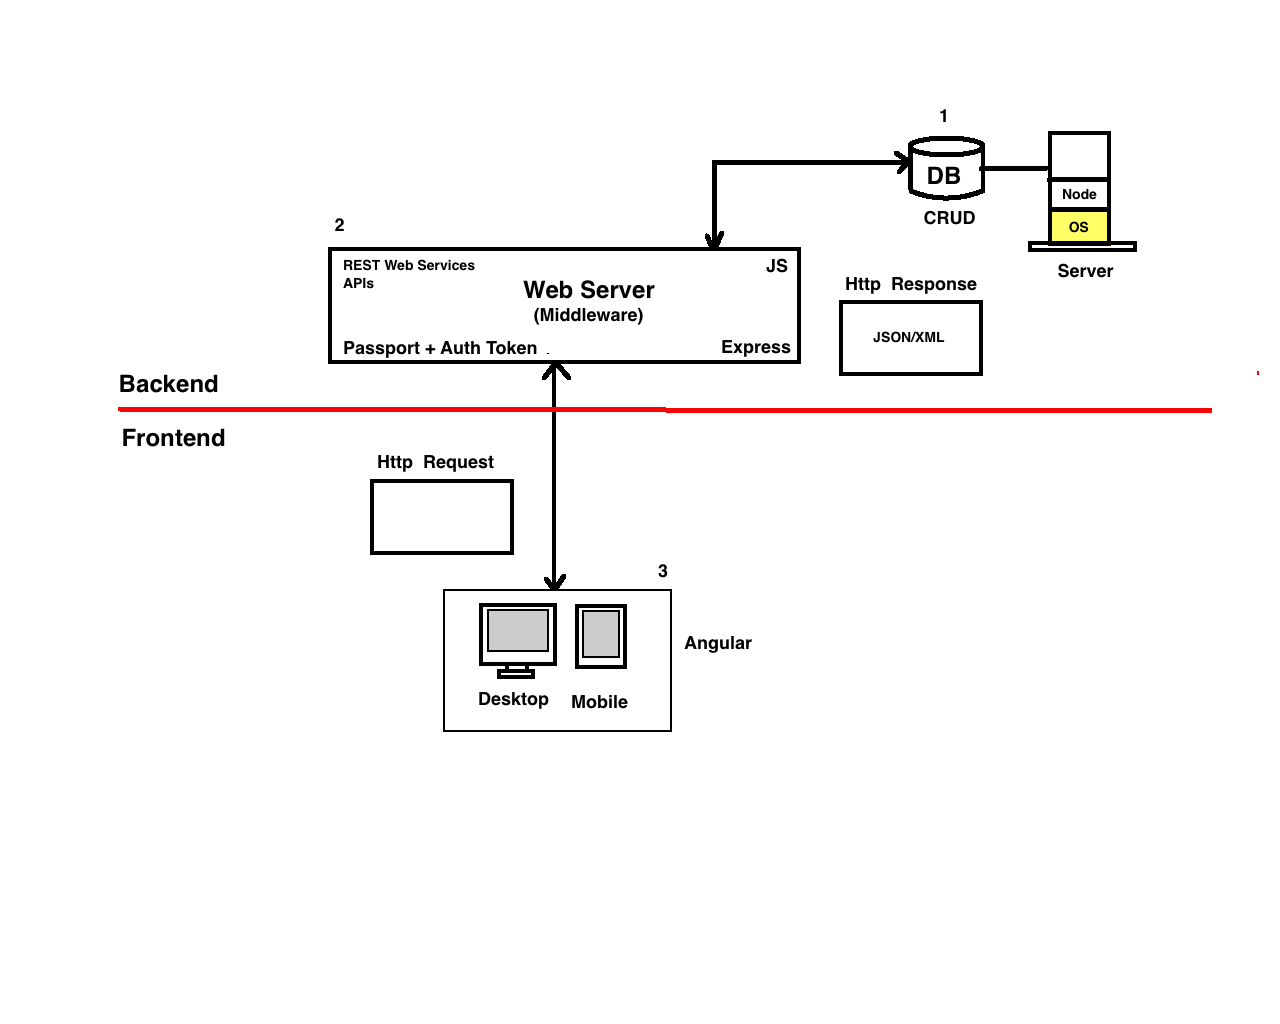 1
DB
CRUD
Node
OS
Server
2
REST Web Services
APIs
JS
Web Server
(Middleware)
Passport + Auth Token .
Express
Http Response
JSON/XML
Backend
Frontend
Http Request
3
Desktop
Mobile
Angular